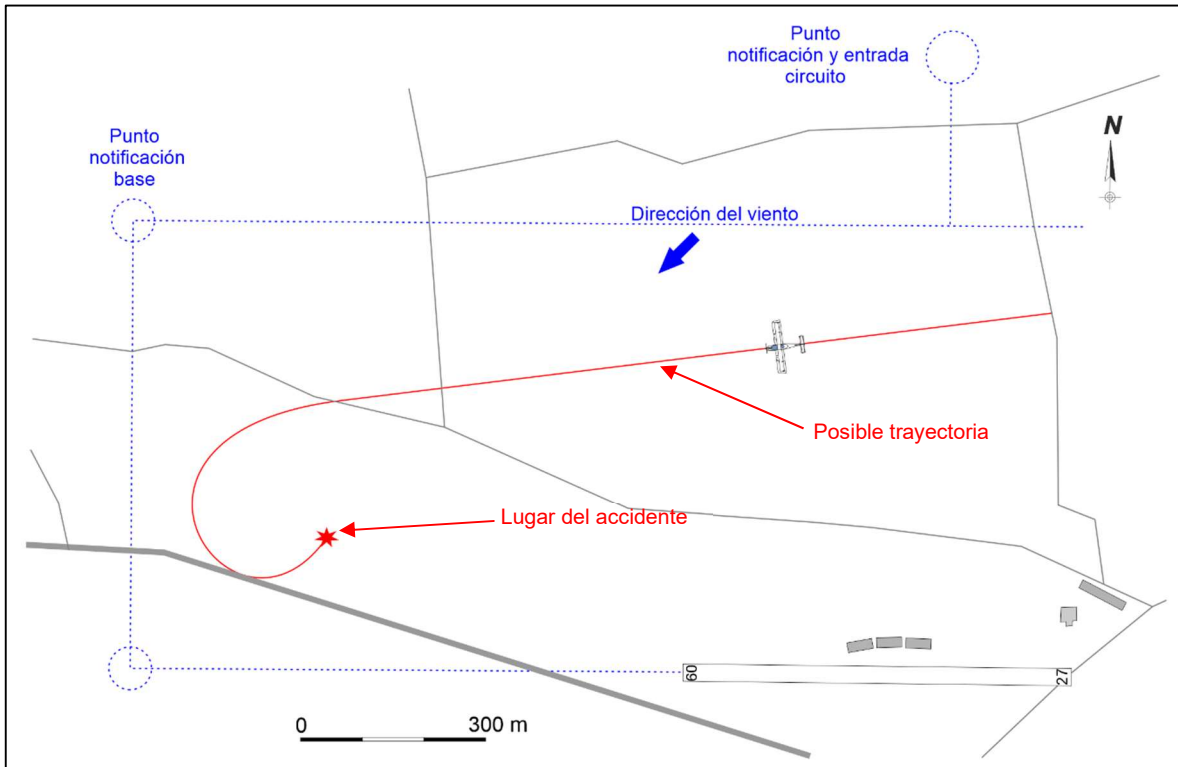 Punto
notificación y entrada
circuito
N
Punto
notificación
base
Dirección del viento
Posible trayectoria
Lugar del accidente
09
27
0
300 m